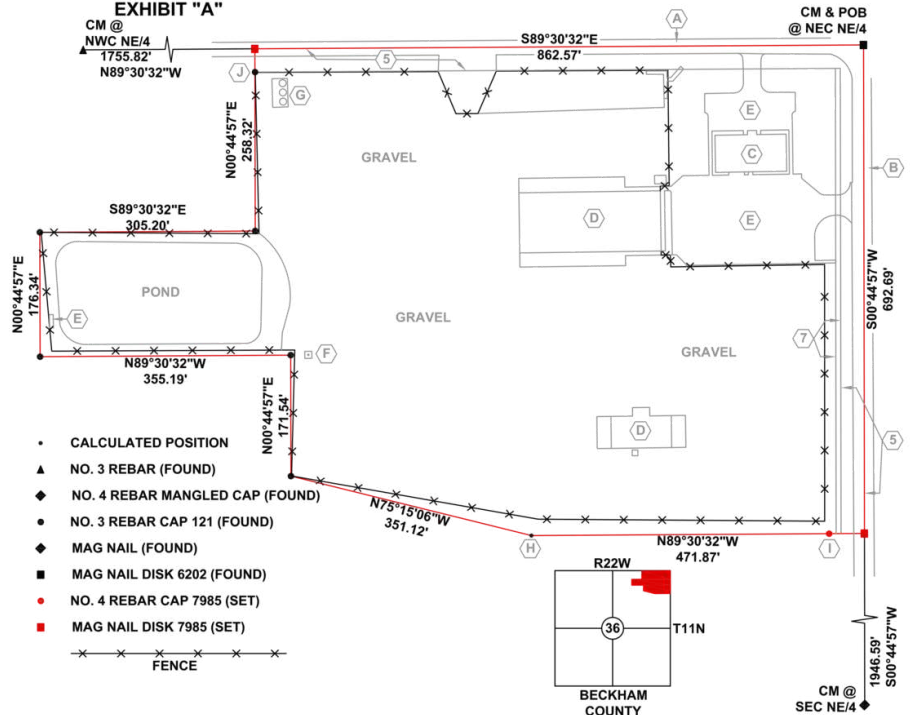 EXHIBIT "A"
CM @
NWC NE/4
1755.82'
N89°30'32"W
A
S89°30'32"E
862.57'
CM & POB
@ NEC NE/4
5
J
G
N00°44'57"E
258.32'
GRAVEL
E
C
B
S89°30'32"E
305.20'
D
E
N00°44'57"E
176.34'
POND
E
S00°44'57"W
692.69'
GRAVEL
F
N89°30'32"W
355.19'
GRAVEL
7
N00°44'57"E
171.54'
D
5
CALCULATED POSITION
NO. 3 REBAR (FOUND)
NO. 4 REBAR MANGLED CAP (FOUND)
NO. 3 REBAR CAP 121 (FOUND)
MAG NAIL (FOUND)
MAG NAIL DISK 6202 (FOUND)
NO. 4 REBAR CAP 7985 (SET)
MAG NAIL DISK 7985 (SET)
FENCE
N75°15'06"W
351.12'
H
N89°30'32"W
471.87'
I
R22W
36
T11N
BECKHAM
COUNTY
1946.59'
S00°44'57"W
CM @
SEC NE/4